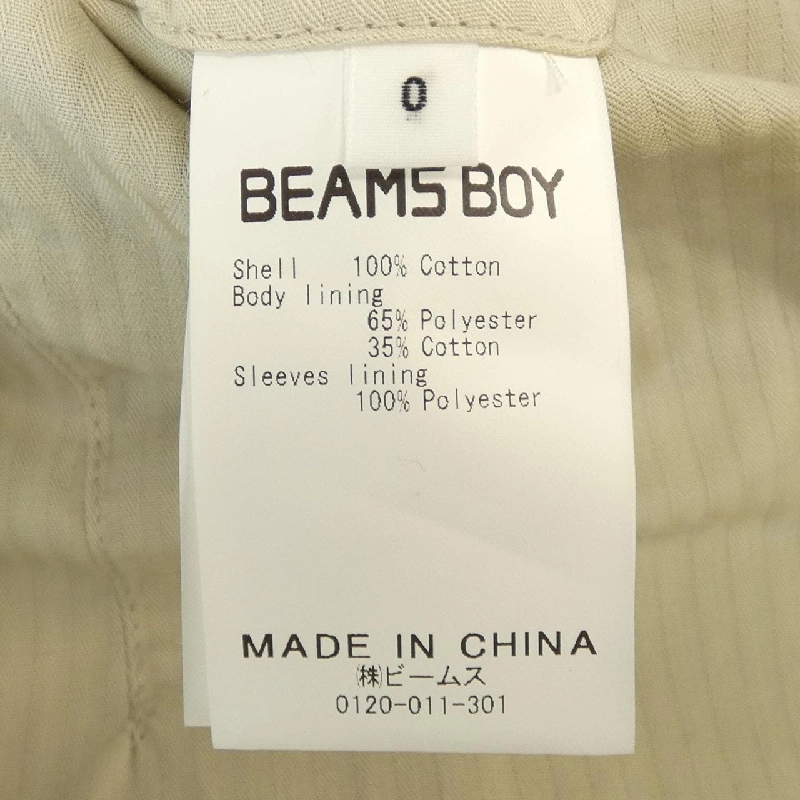 0
BEAMS BOY
Shell 100% Cotton
Body lining
65% Polyester
35% Cotton
Sleeves lining
100% Polyester
MADE IN CHINA
㈱ビームス
0120-011-301